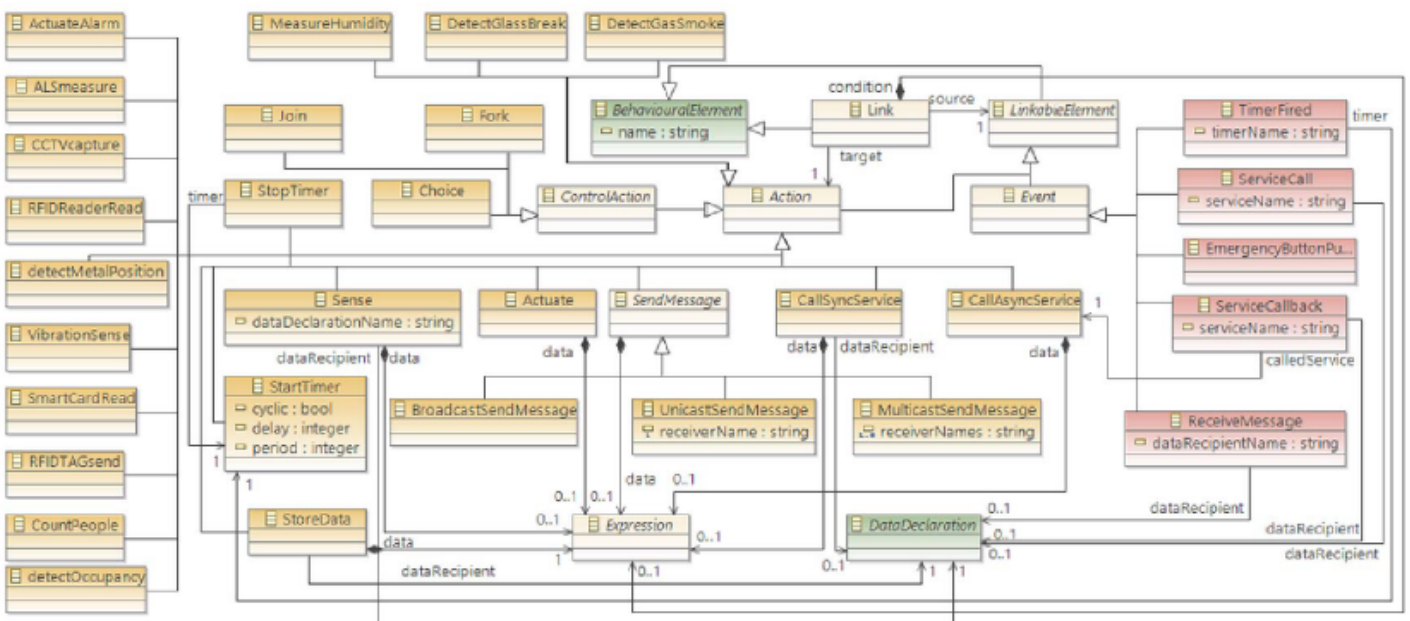 ActuateAlarm
MeasureHumidity
DetectGlassBreak
DetectGasSmoke
ALSmeasure
condition
source
Join
Fork
BehaviouralElement
name : string
Link
LinkableElement
1
TimerFired
timerName : string
timer
CCTVcapture
target
1
timer
StopTimer
Choice
ControlAction
Action
Event
ServiceCall
serviceName : string
RFIDReaderRead
EmergencyButtonPu...
detectMetalPosition
Sense
dataDeclarationName : string
Actuate
SendMessage
CallSyncService
CallAsyncService
1
ServiceCallback
serviceName : string
VibrationSense
dataRecipient
data
data
data
dataRecipient
data
calledService
StartTimer
cyclic : bool
delay : integer
period : integer
1
1
SmartCardRead
BroadcastSendMessage
UnicastSendMessage
receiverName : string
MulticastSendMessage
receiverNames : string
ReceiveMessage
dataRecipientName : string
RFIDTAGsend
data
0..1
0..1
0..1
0..1
dataRecipient
CountPeople
StoreData
0..1
Expression
0..1
DataDeclaration
0..1
0..1
dataRecipient
dataRecipient
data
1
0..1
0..1
1
1
dataRecipient
detectOccupancy